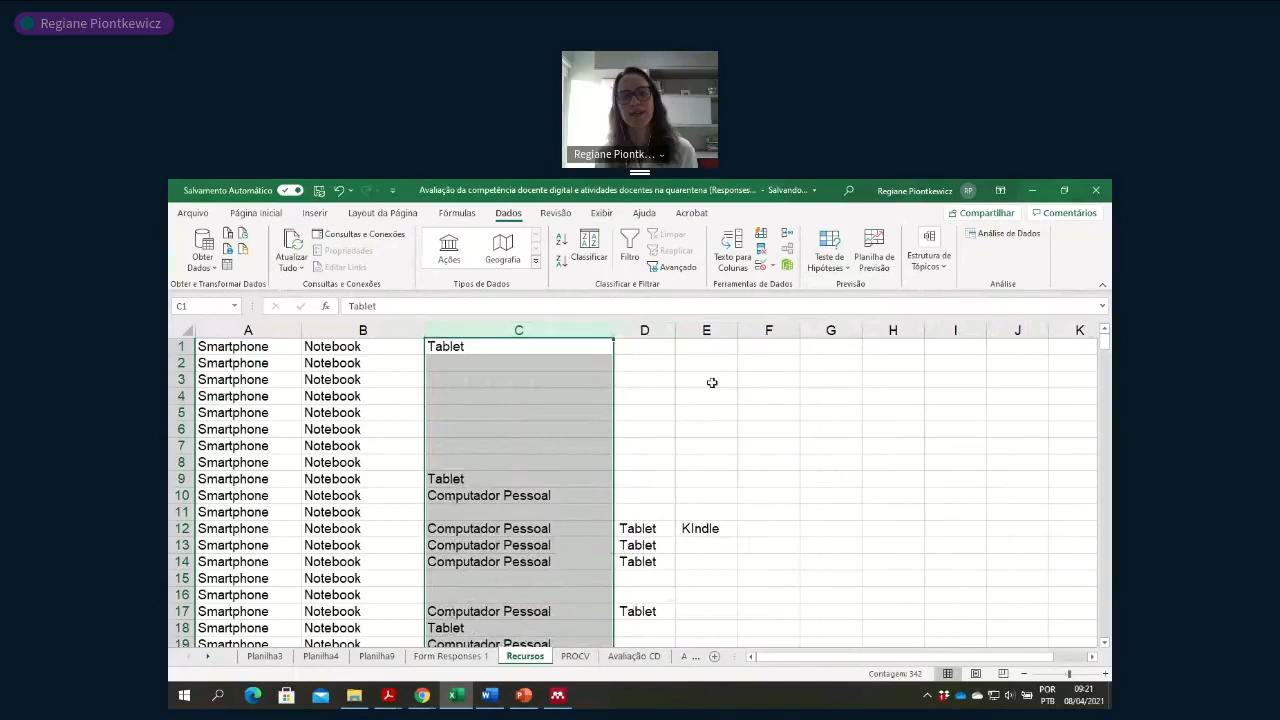 Regiane Piontkewicz
Regiane Piontk...
Salvamento Automático
Avaliação da competência docente digital e atividades docentes na quarentena (Responses... - Salvando...
Regiane Piontkewicz RP
Arquivo Página Inicial Inserir Layout da Página Fórmulas Dados Revisão Exibir Ajuda Acrobat Compartilhar Comentários
Obter Dados
Atualizar Tudo
Consultas e Conexões
Propriedades
Editar Links
Ações
Geografia
Classificar
Filtro
Limpar
Reaplicar
Avançado
Texto para Colunas
Teste de Hipóteses
Planilha de Previsão
Estrutura de Tópicos
Análise de Dados
Obter e Transformar Dados Consultas e Conexões Tipos de Dados Classificar e Filtrar Ferramentas de Dados Previsão Análise
C1 fx Tablet
A B C D E F G H I J K
1 Smartphone Notebook Tablet
2 Smartphone Notebook
3 Smartphone Notebook
4 Smartphone Notebook
5 Smartphone Notebook
6 Smartphone Notebook
7 Smartphone Notebook
8 Smartphone Notebook
9 Smartphone Notebook Tablet
10 Smartphone Notebook Computador Pessoal
11 Smartphone Notebook
12 Smartphone Notebook Computador Pessoal Tablet KIndle
13 Smartphone Notebook Computador Pessoal Tablet
14 Smartphone Notebook Computador Pessoal Tablet
15 Smartphone Notebook
16 Smartphone Notebook
17 Smartphone Notebook Computador Pessoal Tablet
18 Smartphone Notebook Tablet
19 Smartphone Notebook Computador Pessoal
Planilha3 Planilha4 Planilha9 Form Responses 1 Recursos PROCV Avaliação CD A ...
Contagem: 342
POR 09:21
PTB 08/04/2021